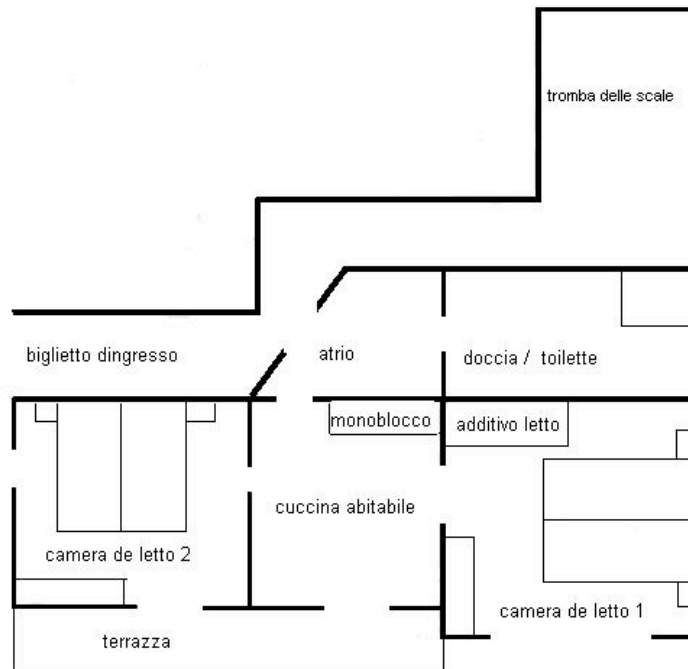 tromba delle scale
biglietto dingresso
atrio
doccia / toilette
monoblocco
additivo letto
cuccina abitabile
camera de letto 2
camera de letto 1
terrazza